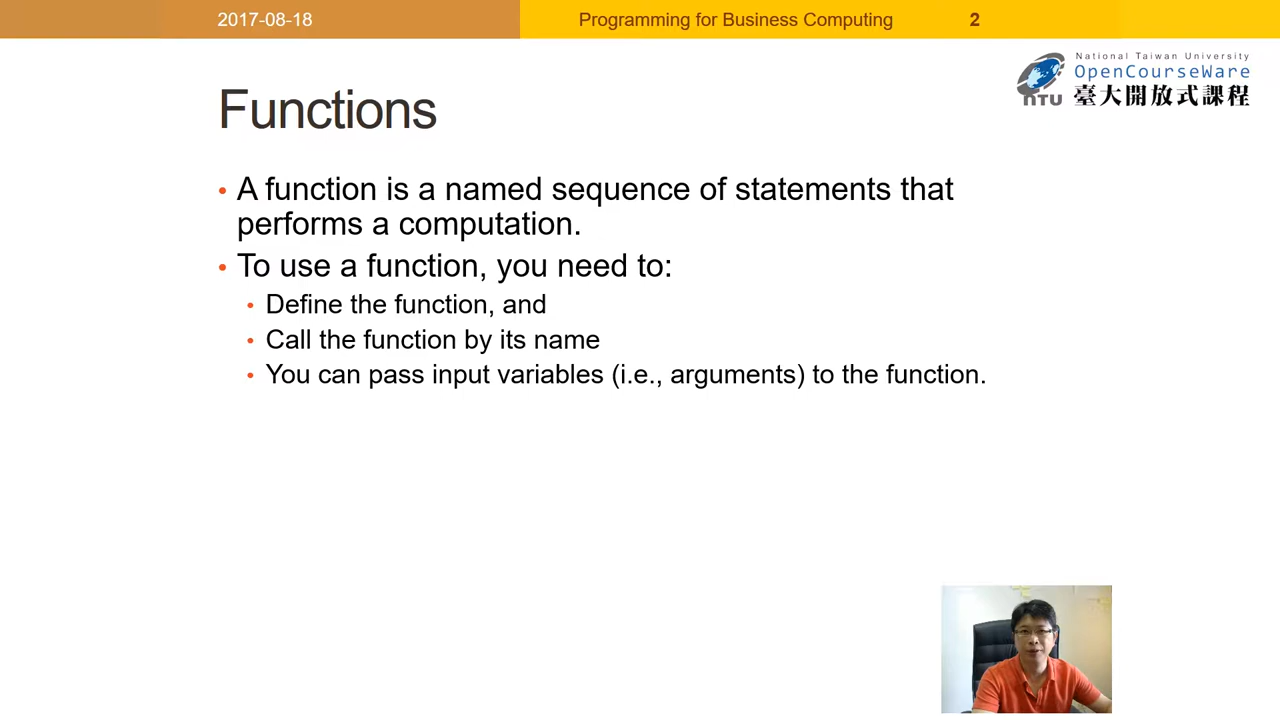 2017-08-18
Programming for Business Computing
2
National Taiwan University
OpenCourseWare
NTU
臺大開放式課程
Functions
• A function is a named sequence of statements that
performs a computation.
• To use a function, you need to:
• Define the function, and
• Call the function by its name
• You can pass input variables (i.e., arguments) to the function.